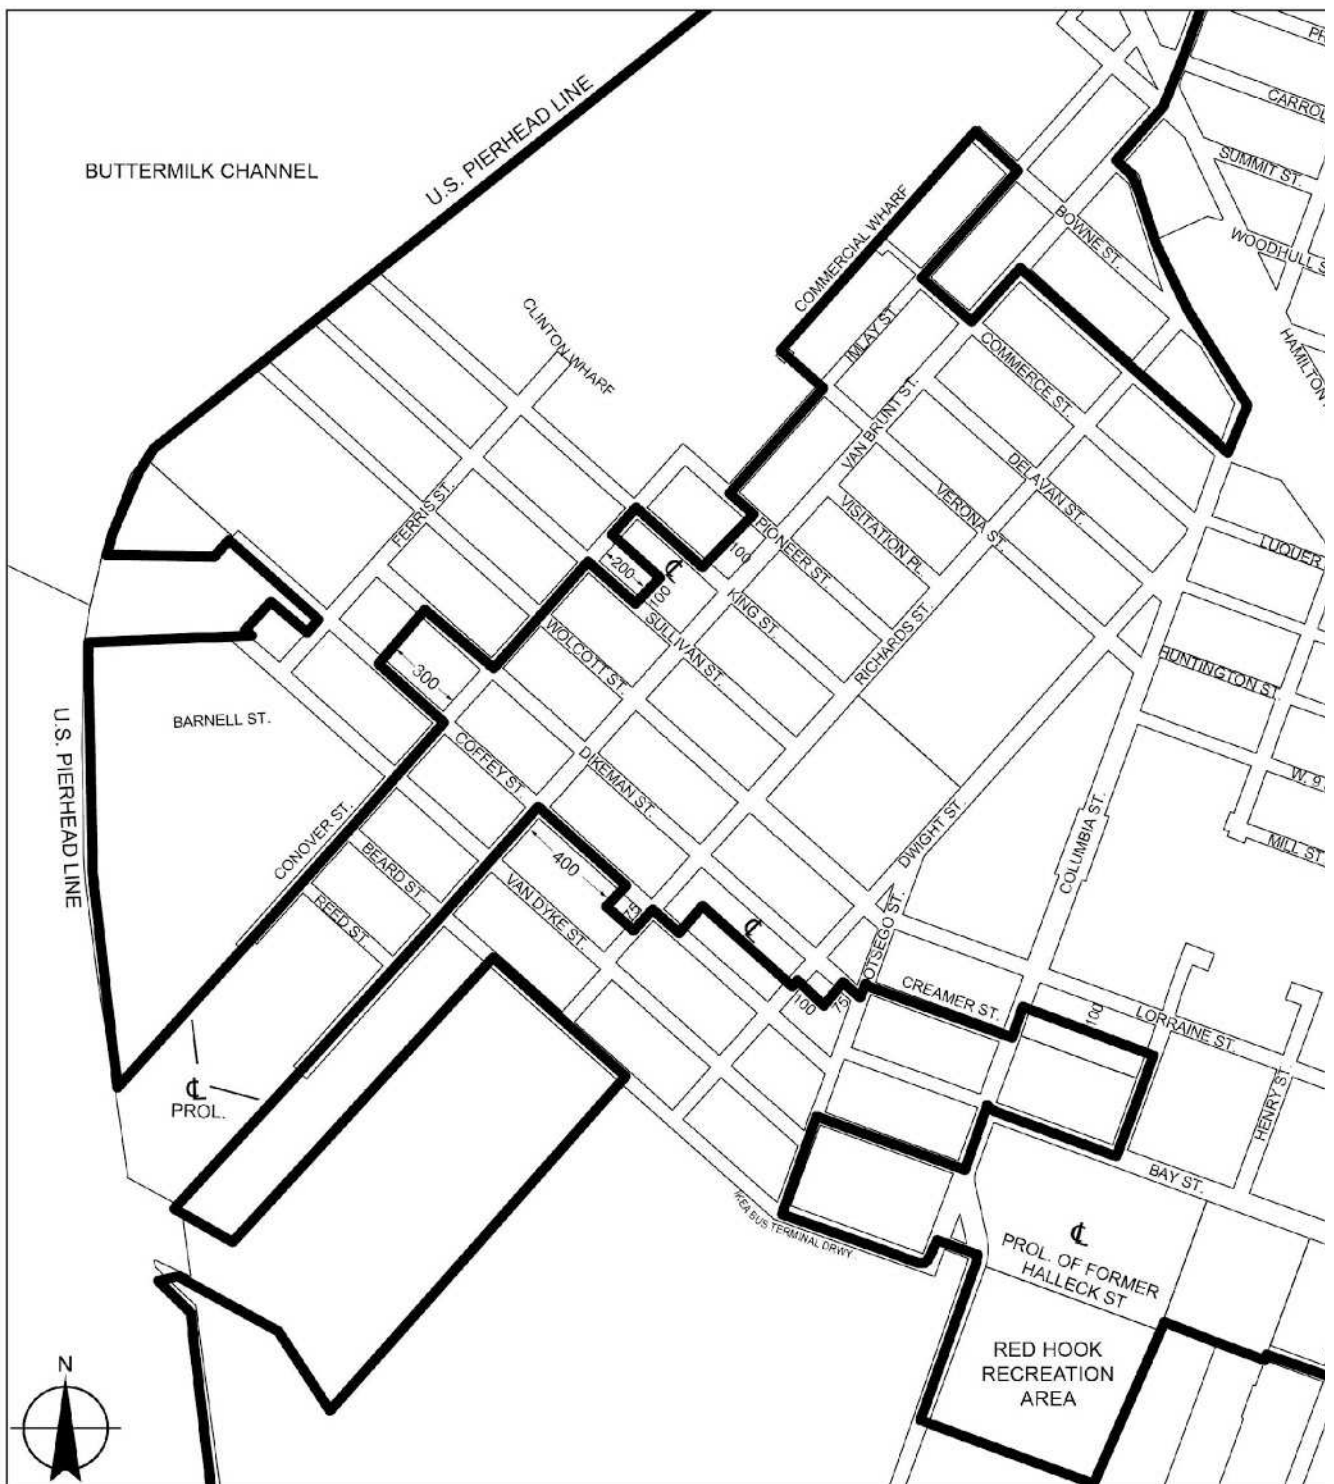 PR
CARROL
SUMMIT ST.
BUTTERMILK CHANNEL
U.S. PIERHEAD LINE
COMMERCIAL WHARF
BOWNE ST.
WOODHULL S
CLINTON WHARF
IMLAY ST.
COMMERCE ST.
HAMILTON
VAN BRUNT ST.
DELAVAN ST.
VERONA ST.
VISITATION PL.
FERRIS ST.
PIONEER ST.
100
LUQUER
200
℄
100
KING ST.
RICHARDS ST.
SULLIVAN ST.
WOLCOTT ST.
HUNTINGTON ST.
300
BARNELL ST.
U.S. PIERHEAD LINE
COFFEY ST.
DIKEMAN ST.
W. 9
MILL ST.
CONOVER ST.
BEARD ST
REED ST.
400
VAN DYKE ST.
DWIGHT ST.
COLUMBIA ST.
75
℄
OTSEGO ST.
CREAMER ST.
100
75
100
LORRAINE ST.
HENRY ST.
℄
PROL.
BAY ST.
IKEA BUS TERMINAL DRWY
℄
PROL. OF FORMER
HALLECK ST
RED HOOK
RECREATION
AREA
N